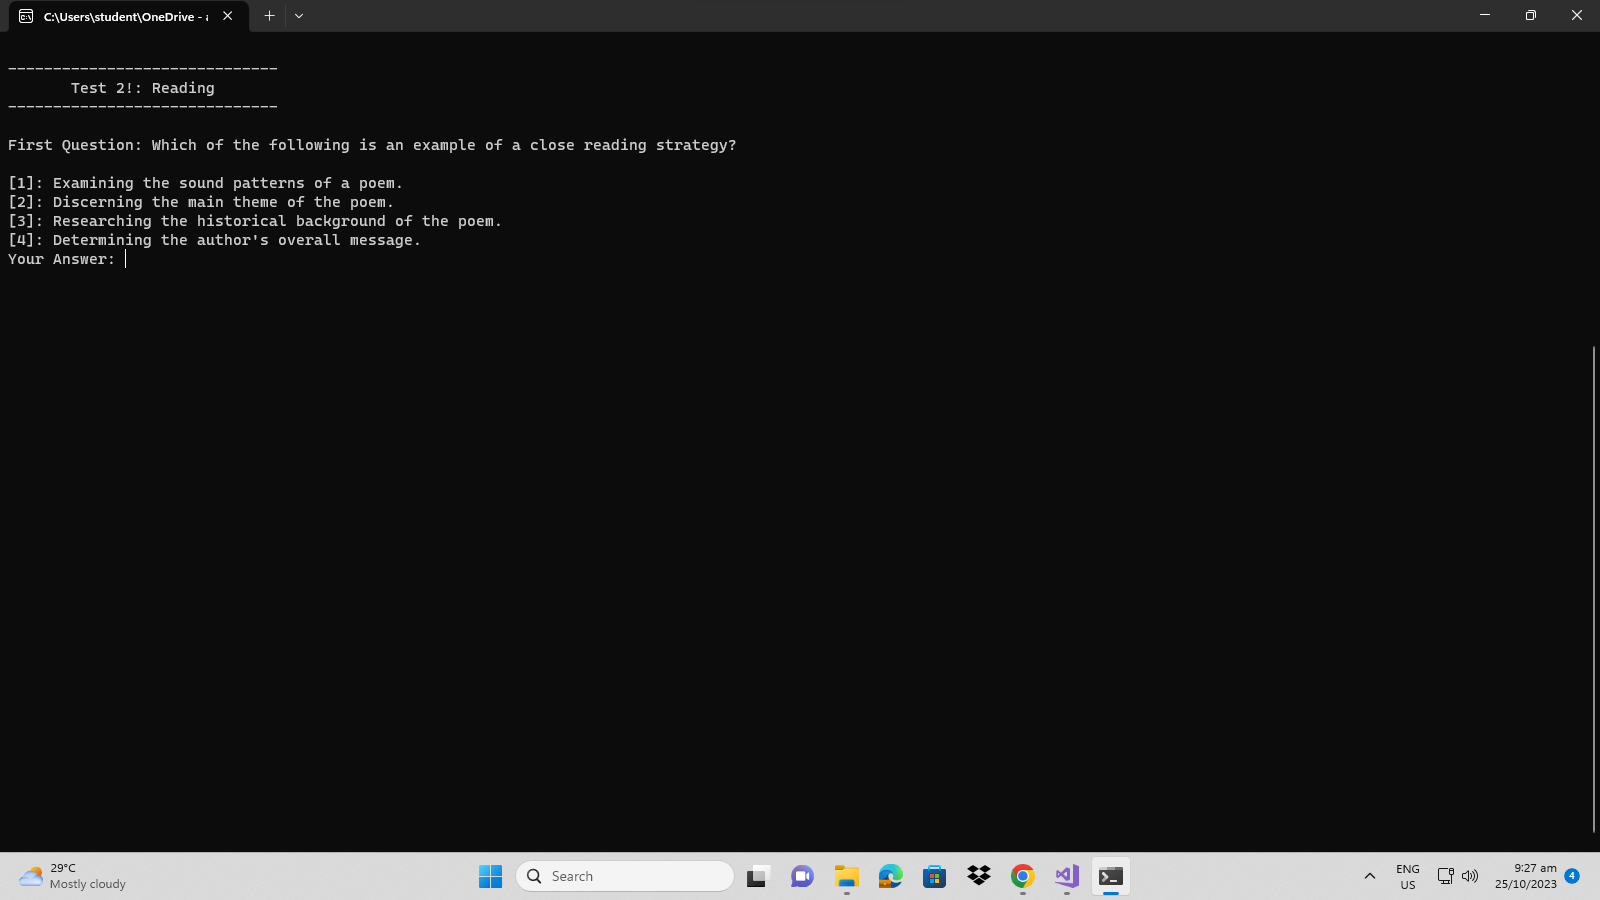 C:\Users\student\OneDrive - a
------------------------------
Test 2!: Reading
------------------------------
First Question: Which of the following is an example of a close reading strategy?
[1]: Examining the sound patterns of a poem.
[2]: Discerning the main theme of the poem.
[3]: Researching the historical background of the poem.
[4]: Determining the author's overall message.
Your Answer:
29°C
Mostly cloudy
Search
ENG
US
9:27 am
25/10/2023
4